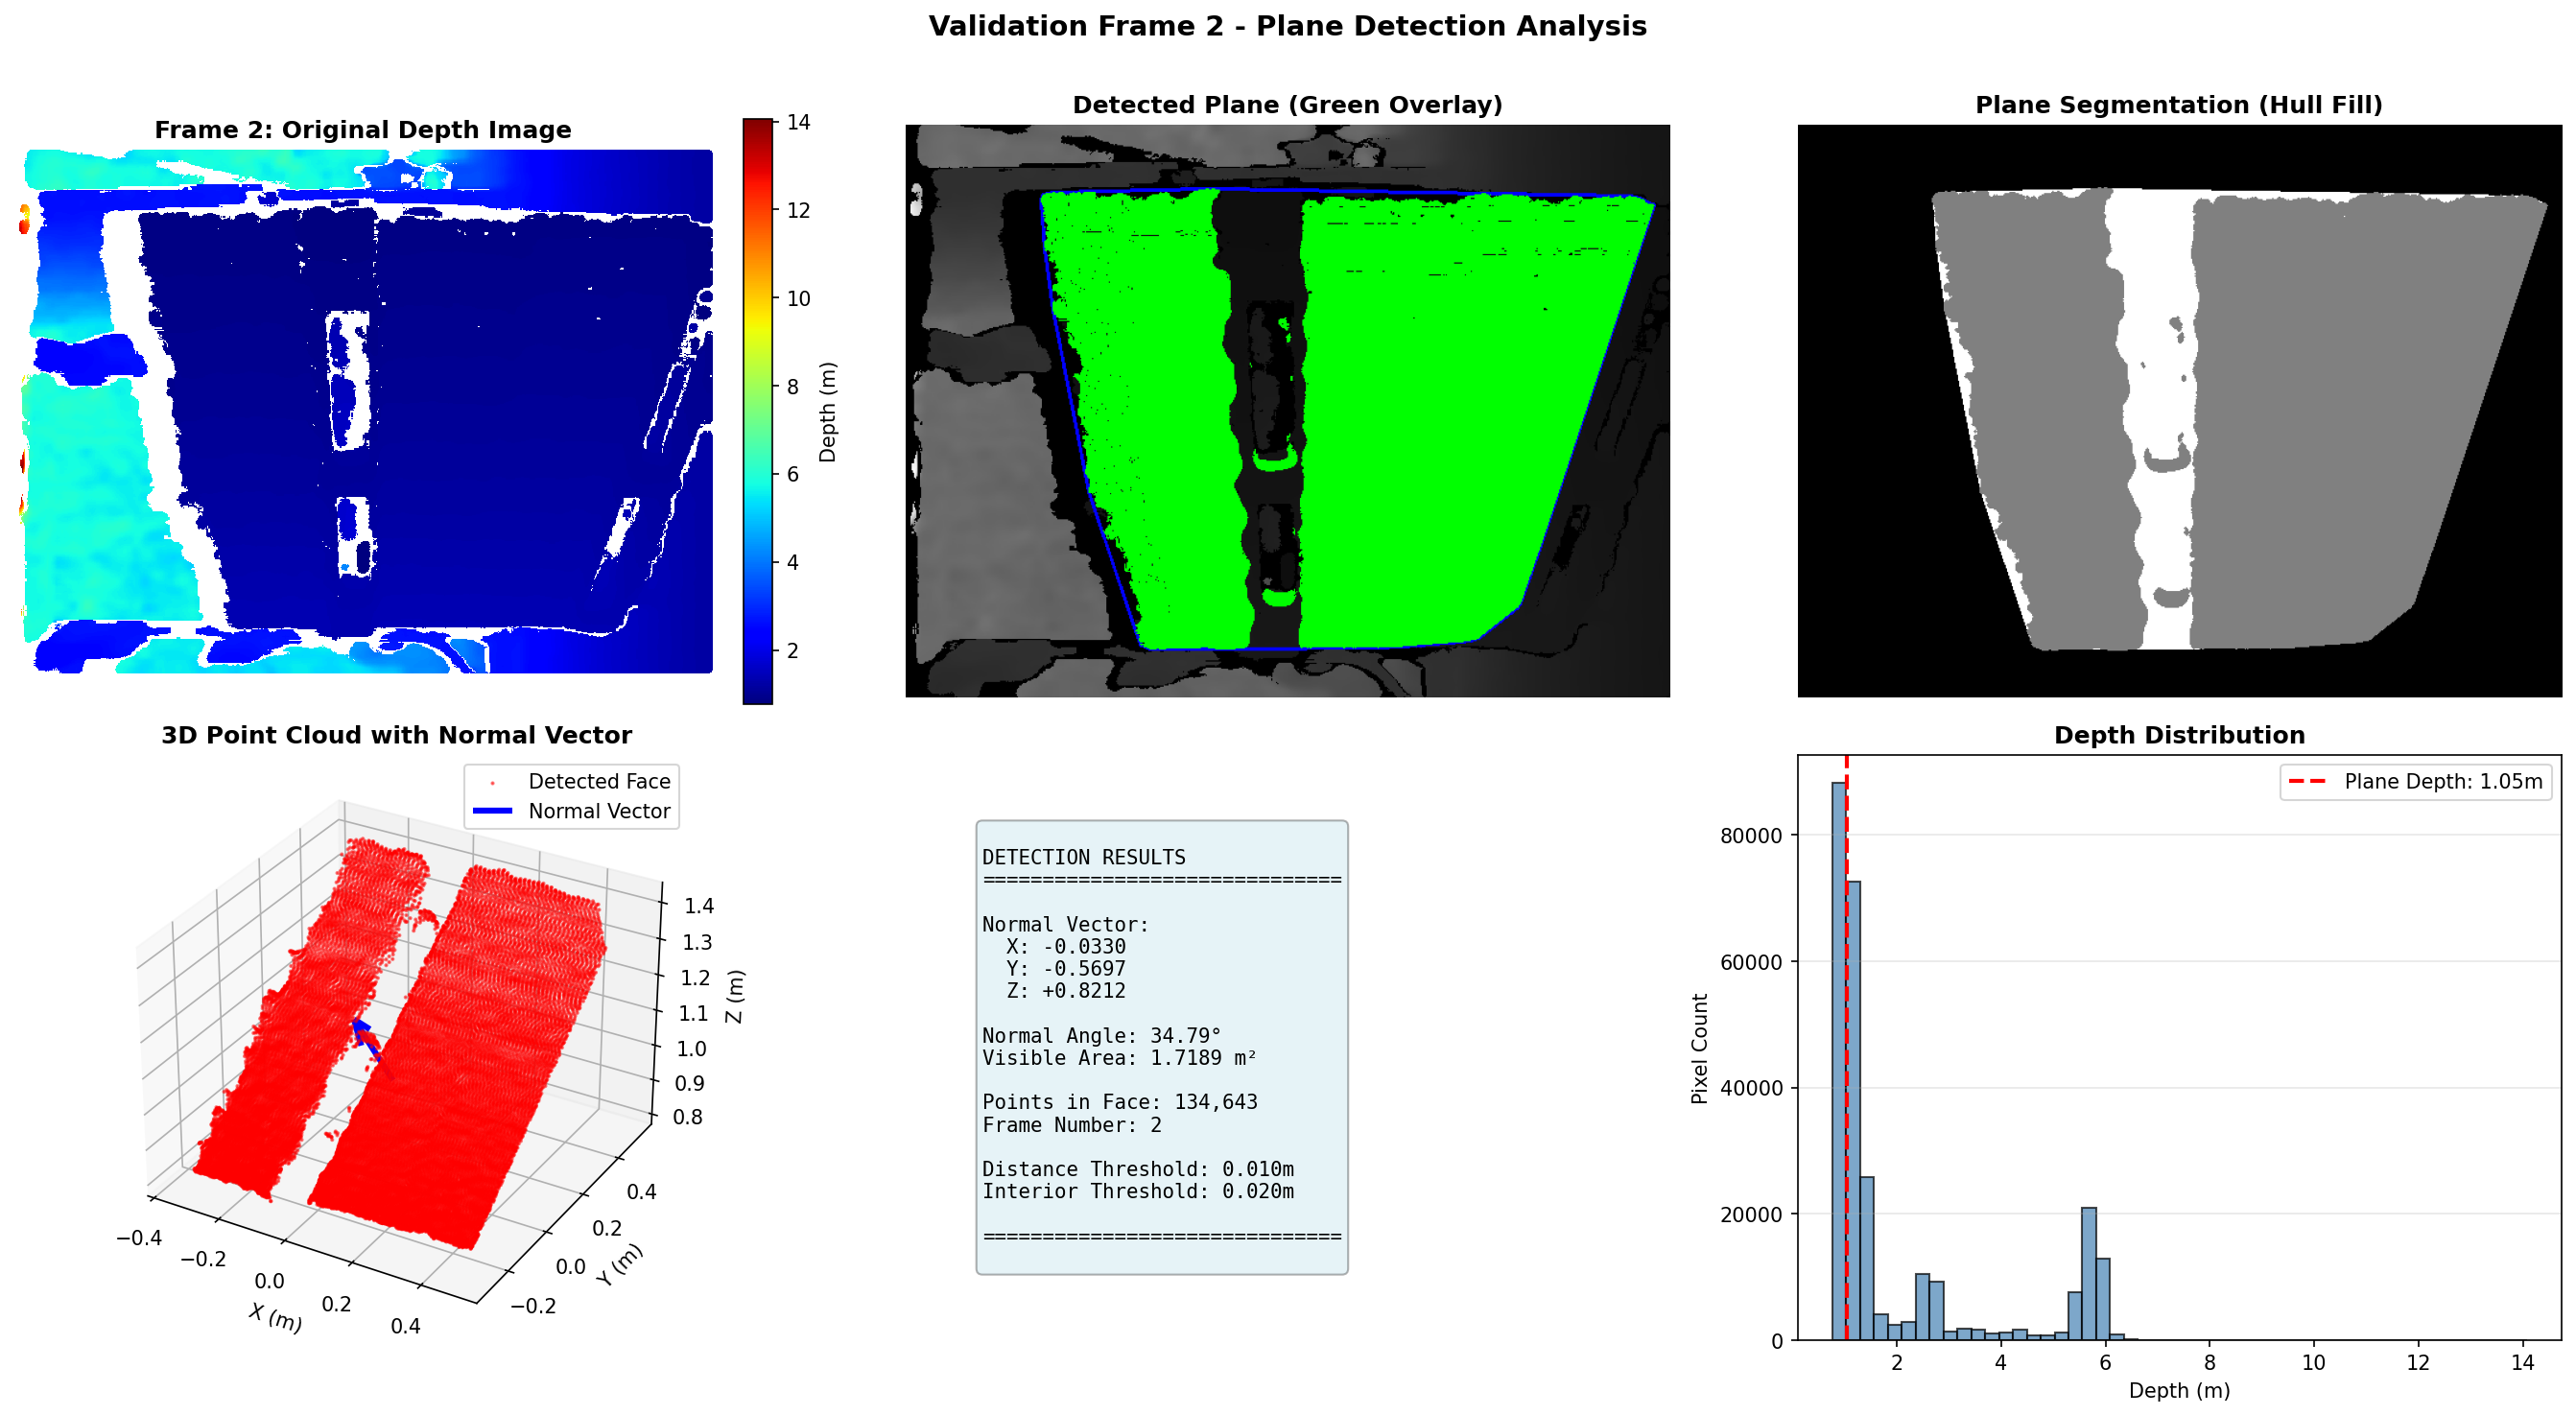 Validation Frame 2 - Plane Detection Analysis
Frame 2: Original Depth Image
14
12
10
8
6
4
2
Depth (m)
Detected Plane (Green Overlay)
Plane Segmentation (Hull Fill)
3D Point Cloud with Normal Vector
Detected Face
Normal Vector
1.4
1.3
1.2
1.1
1.0
0.9
0.8
Z (m)
−0.4
−0.2
0.0
0.2
0.4
X (m)
−0.2
0.0
0.2
0.4
Y (m)
DETECTION RESULTS
==============================
Normal Vector:
X: -0.0330
Y: -0.5697
Z: +0.8212
Normal Angle: 34.79°
Visible Area: 1.7189 m²
Points in Face: 134,643
Frame Number: 2
Distance Threshold: 0.010m
Interior Threshold: 0.020m
==============================
Depth Distribution
Plane Depth: 1.05m
80000
60000
40000
20000
0
Pixel Count
2 4 6 8 10 12 14
Depth (m)